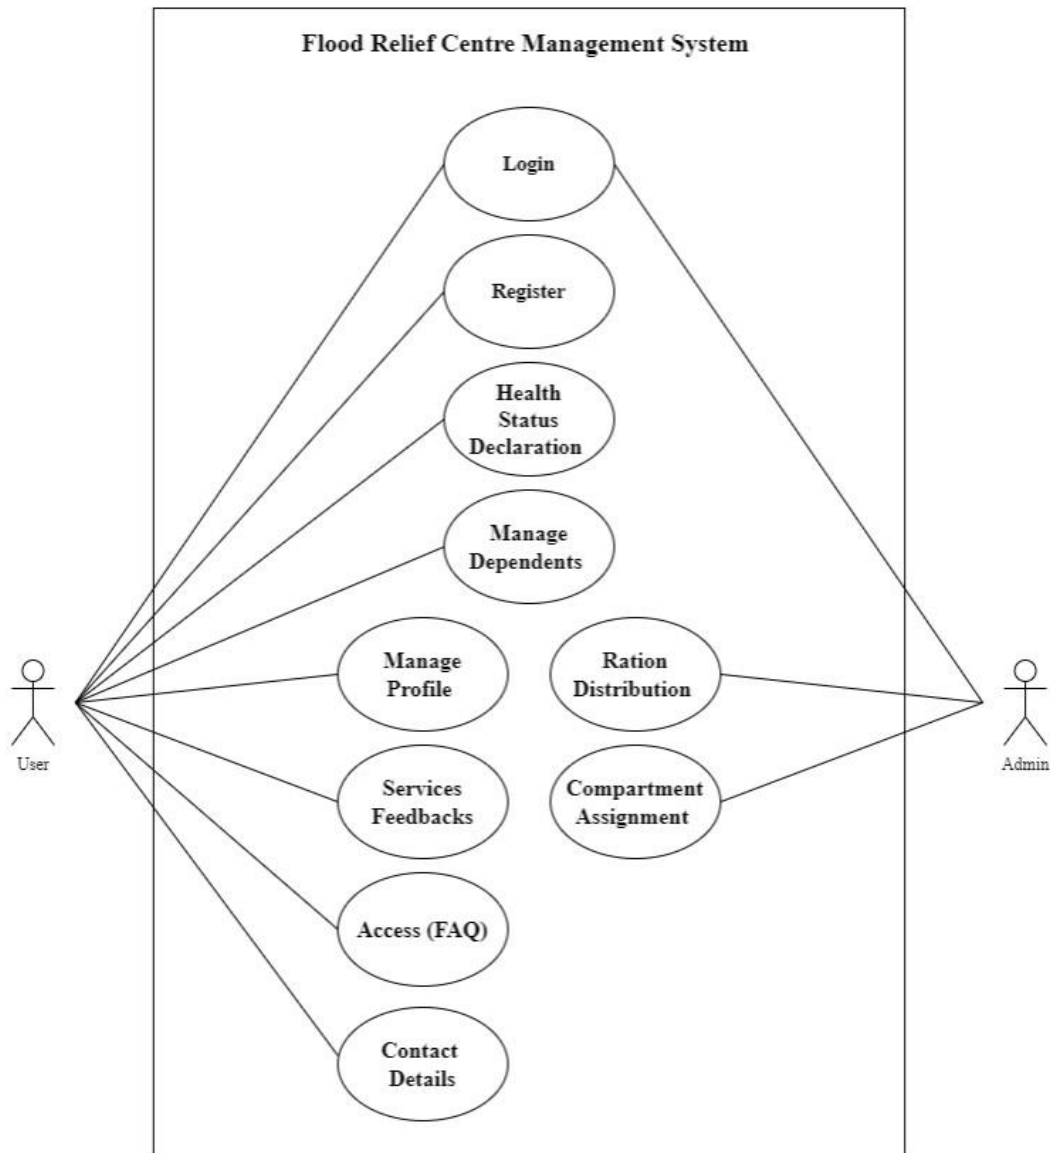 Flood Relief Centre Management System
Login
Register
Health
Status
Declaration
Manage
Dependents
Manage
Profile
Ration
Distribution
User
Admin
Services
Feedbacks
Compartment
Assignment
Access (FAQ)
Contact
Details